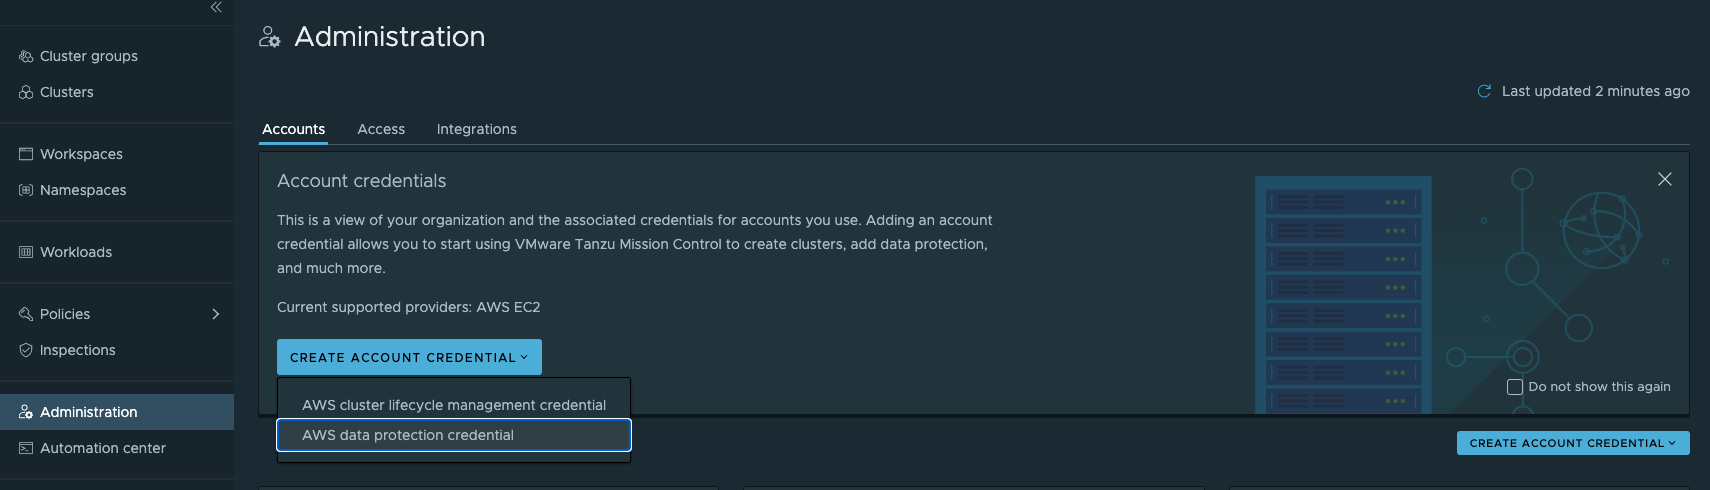 Cluster groups
Clusters
Workspaces
Namespaces
Workloads
Policies
Inspections
Administration
Automation center
Administration
Last updated 2 minutes ago
Accounts
Access
Integrations
Account credentials
This is a view of your organization and the associated credentials for accounts you use. Adding an account
credential allows you to start using VMware Tanzu Mission Control to create clusters, add data protection,
and much more.
Current supported providers: AWS EC2
CREATE ACCOUNT CREDENTIAL
AWS cluster lifecycle management credential
AWS data protection credential
Do not show this again
CREATE ACCOUNT CREDENTIAL